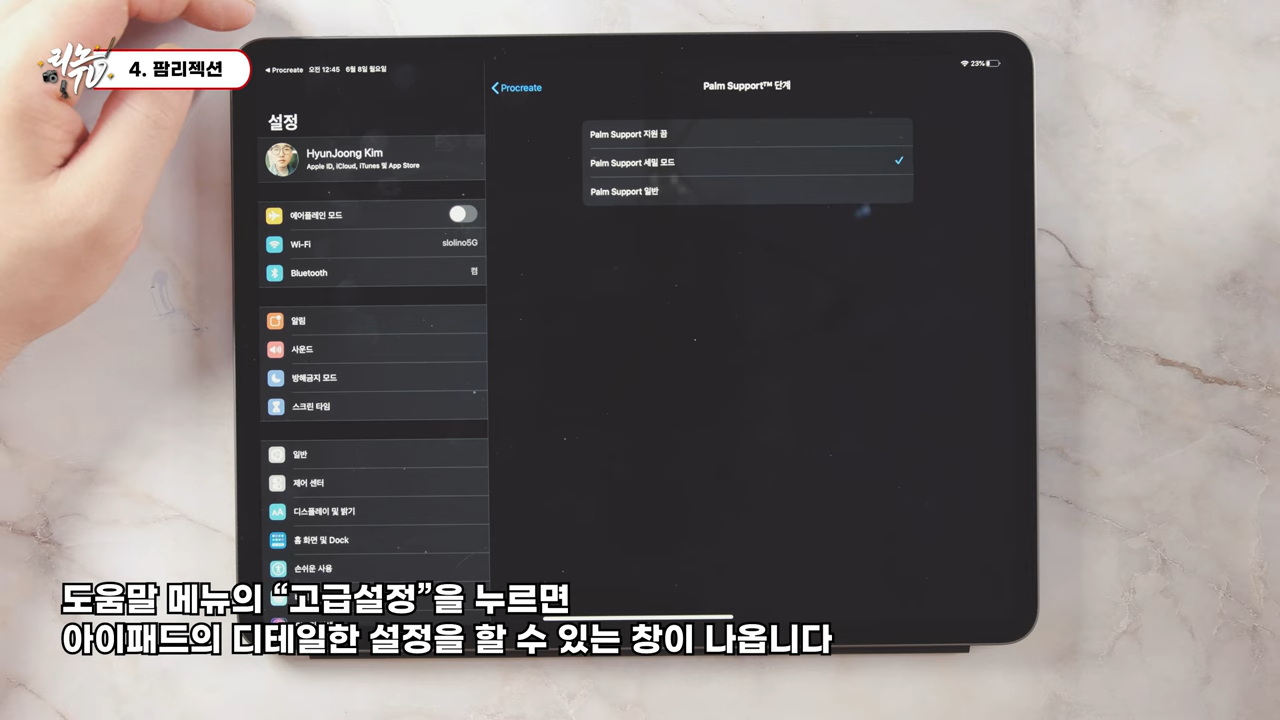 리뉴
4. 팜리젝션
◀ Procreate 오전 12:45 6월 8일 월요일
23%
Procreate
Palm Support™ 단계
설정
HyunJoong Kim
Apple ID, iCloud, iTunes 및 App Store
Palm Support 지원 끔
Palm Support 세밀 모드
Palm Support 일반
에어플레인 모드
Wi-Fi
slolino5G
Bluetooth
켬
알림
사운드
방해금지 모드
스크린 타임
일반
제어 센터
디스플레이 및 밝기
홈 화면 및 Dock
손쉬운 사용
도움말 메뉴의 “고급설정”을 누르면
아이패드의 디테일한 설정을 할 수 있는 창이 나옵니다